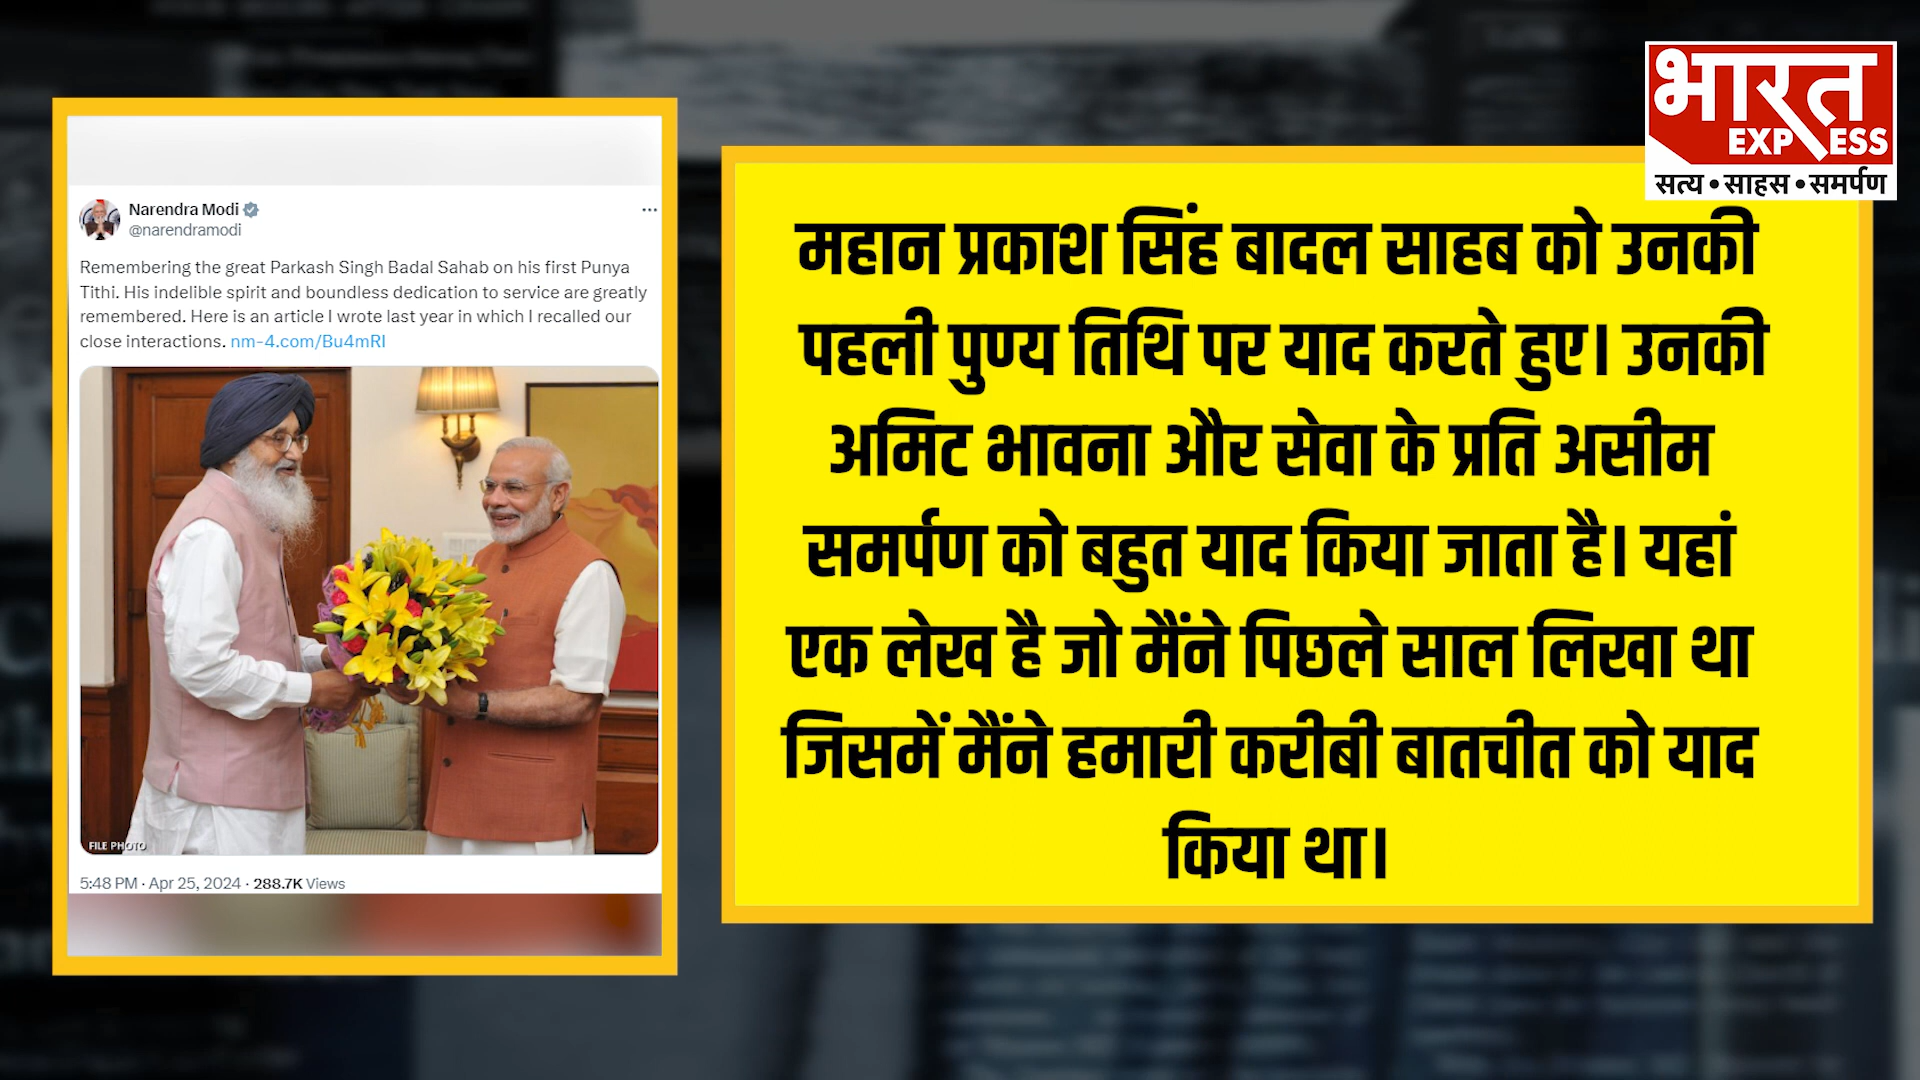 भारत
EXPRESS
सत्य • साहस • समर्पण
Narendra Modi
@narendramodi
Remembering the great Parkash Singh Badal Sahab on his first Punya
Tithi. His indelible spirit and boundless dedication to service are greatly
remembered. Here is an article I wrote last year in which I recalled our
close interactions. nm-4.com/Bu4mRI
FILE PHOTO
5:48 PM · Apr 25, 2024 · 288.7K Views
महान प्रकाश सिंह बादल साहब को उनकी
पहली पुण्य तिथि पर याद करते हुए। उनकी
अमिट भावना और सेवा के प्रति असीम
समर्पण को बहुत याद किया जाता है। यहां
एक लेख है जो मैंने पिछले साल लिखा था
जिसमें मैंने हमारी करीबी बातचीत को याद
किया था।